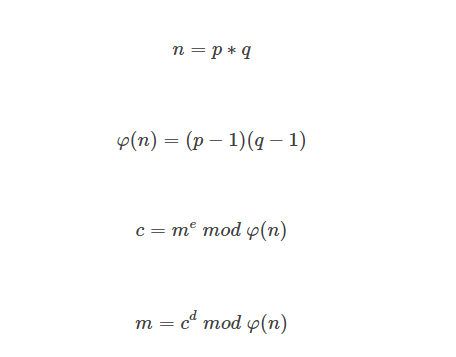 n = p * q
φ(n) = (p − 1)(q − 1)
c = m^e mod φ(n)
m = c^d mod φ(n)